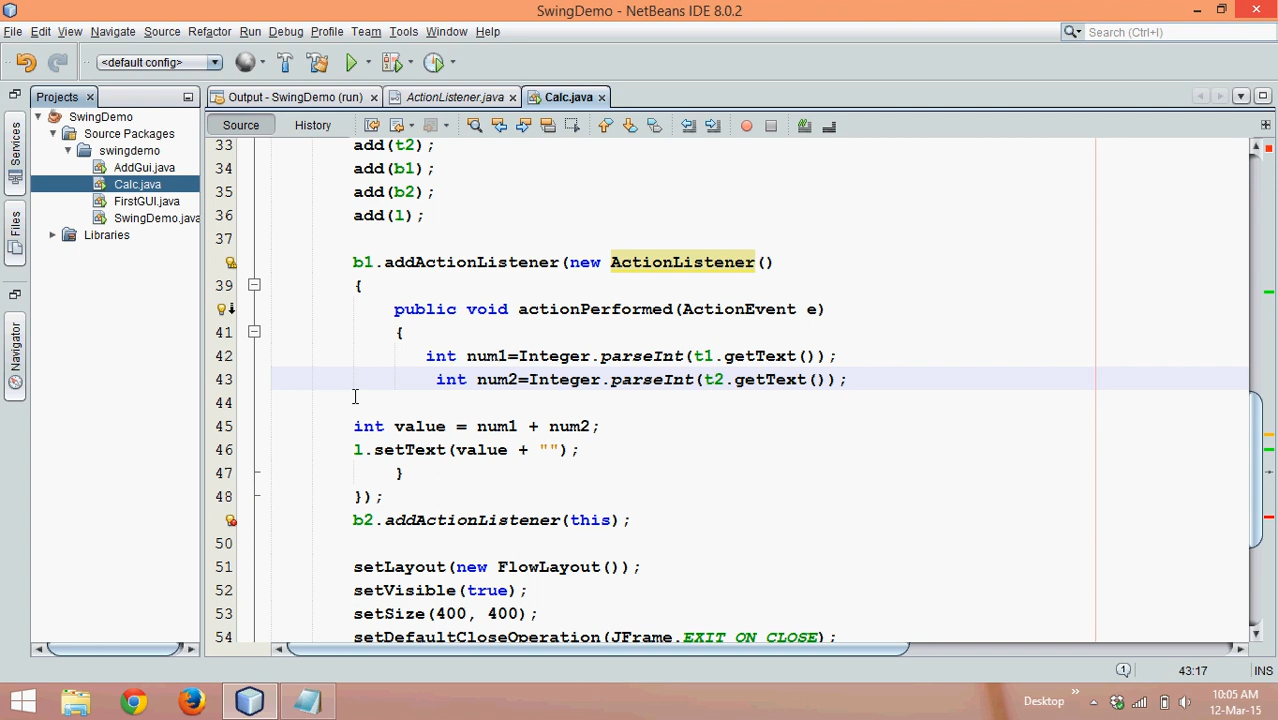 SwingDemo - NetBeans IDE 8.0.2
File Edit View Navigate Source Refactor Run Debug Profile Team Tools Window Help
Search (Ctrl+I)
<default config>
Projects
Output - SwingDemo (run)
ActionListener.java
Calc.java
Source
History
Services
Files
Navigator
SwingDemo
Source Packages
swingdemo
AddGui.java
Calc.java
FirstGUI.java
SwingDemo.java
Libraries
33 add(t2);
34 add(b1);
35 add(b2);
36 add(l);
37
b1.addActionListener(new ActionListener()
39 {
public void actionPerformed(ActionEvent e)
41 {
42 int num1=Integer.parseInt(t1.getText());
43 int num2=Integer.parseInt(t2.getText());
44
45 int value = num1 + num2;
46 l.setText(value + "");
47 }
48 });
b2.addActionListener(this);
50
51 setLayout(new FlowLayout());
52 setVisible(true);
53 setSize(400, 400);
54 setDefaultCloseOperation(JFrame.EXIT_ON_CLOSE);
43:17
INS
Desktop
10:05 AM
12-Mar-15